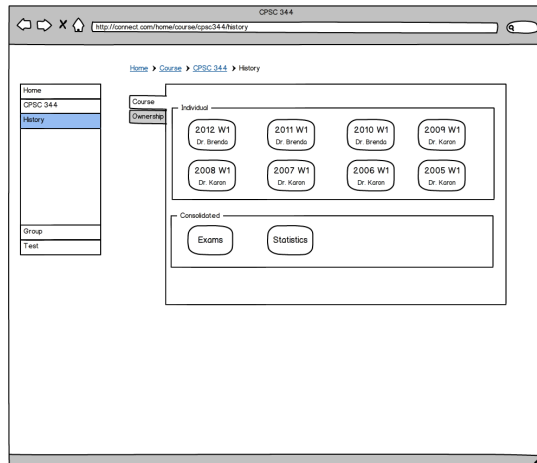 CPSC 344
http://connect.com/home/course/cpsc344/history
Home > Course > CPSC 344 > History
Home
CPSC 344
History
Group
Test
Course
Ownership
Individual
2012 W1
Dr. Brenda
2011 W1
Dr. Brenda
2010 W1
Dr. Brenda
2009 W1
Dr. Karon
2008 W1
Dr. Karon
2007 W1
Dr. Karon
2006 W1
Dr. Karon
2005 W1
Dr. Karon
Consolidated
Exams
Statistics